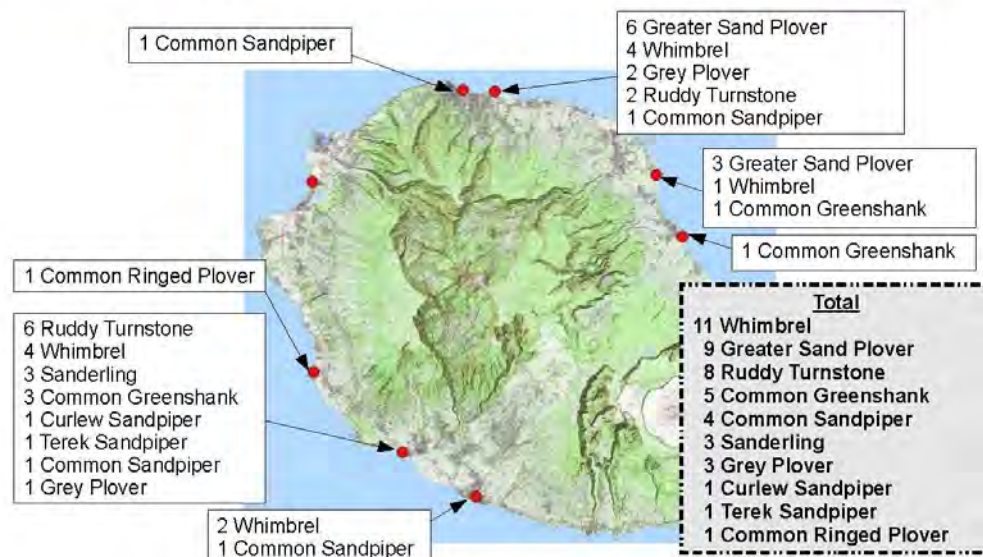 1 Common Sandpiper
6 Greater Sand Plover
4 Whimbrel
2 Grey Plover
2 Ruddy Turnstone
1 Common Sandpiper
3 Greater Sand Plover
1 Whimbrel
1 Common Greenshank
1 Common Greenshank
1 Common Ringed Plover
6 Ruddy Turnstone
4 Whimbrel
3 Sanderling
3 Common Greenshank
1 Curlew Sandpiper
1 Terek Sandpiper
1 Common Sandpiper
1 Grey Plover
2 Whimbrel
1 Common Sandpiper
Total
11 Whimbrel
9 Greater Sand Plover
8 Ruddy Turnstone
5 Common Greenshank
4 Common Sandpiper
3 Sanderling
3 Grey Plover
1 Curlew Sandpiper
1 Terek Sandpiper
1 Common Ringed Plover